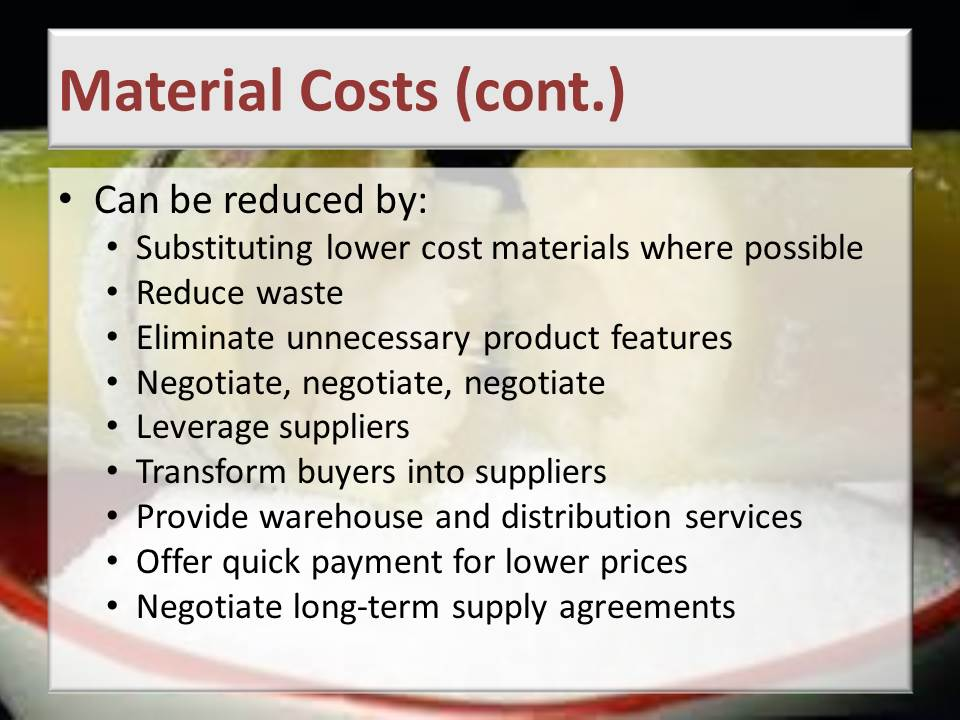 Material Costs (cont.)
• Can be reduced by:
• Substituting lower cost materials where possible
• Reduce waste
• Eliminate unnecessary product features
• Negotiate, negotiate, negotiate
• Leverage suppliers
• Transform buyers into suppliers
• Provide warehouse and distribution services
• Offer quick payment for lower prices
• Negotiate long-term supply agreements